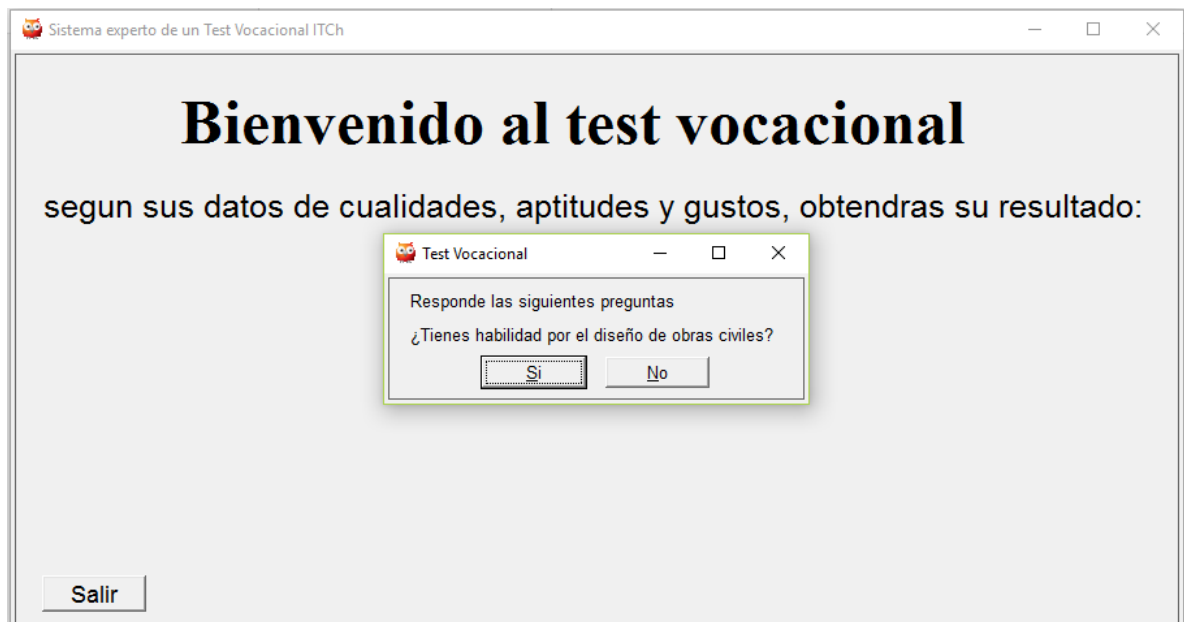 Sistema experto de un Test Vocacional ITCh
Bienvenido al test vocacional
segun sus datos de cualidades, aptitudes y gustos, obtendras su resultado:
Test Vocacional
Responde las siguientes preguntas
¿Tienes habilidad por el diseño de obras civiles?
Si No
Salir